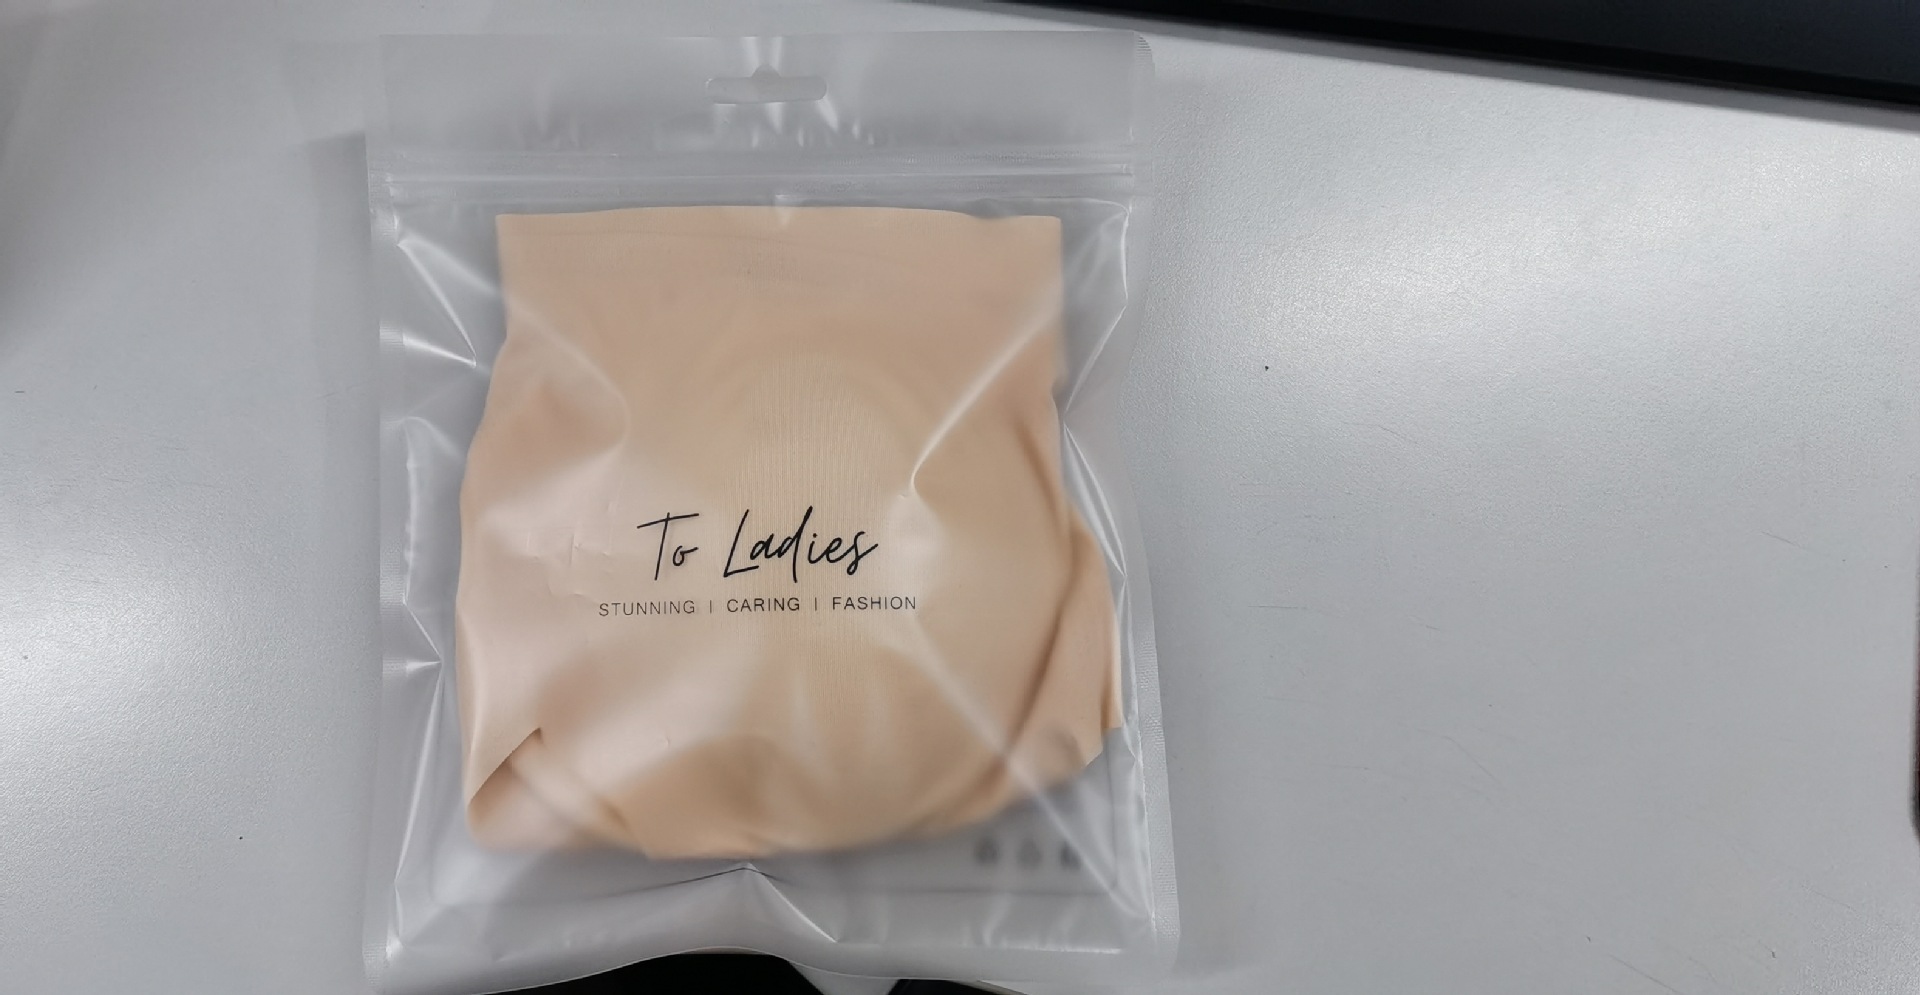 To Ladies
STUNNING | CARING | FASHION